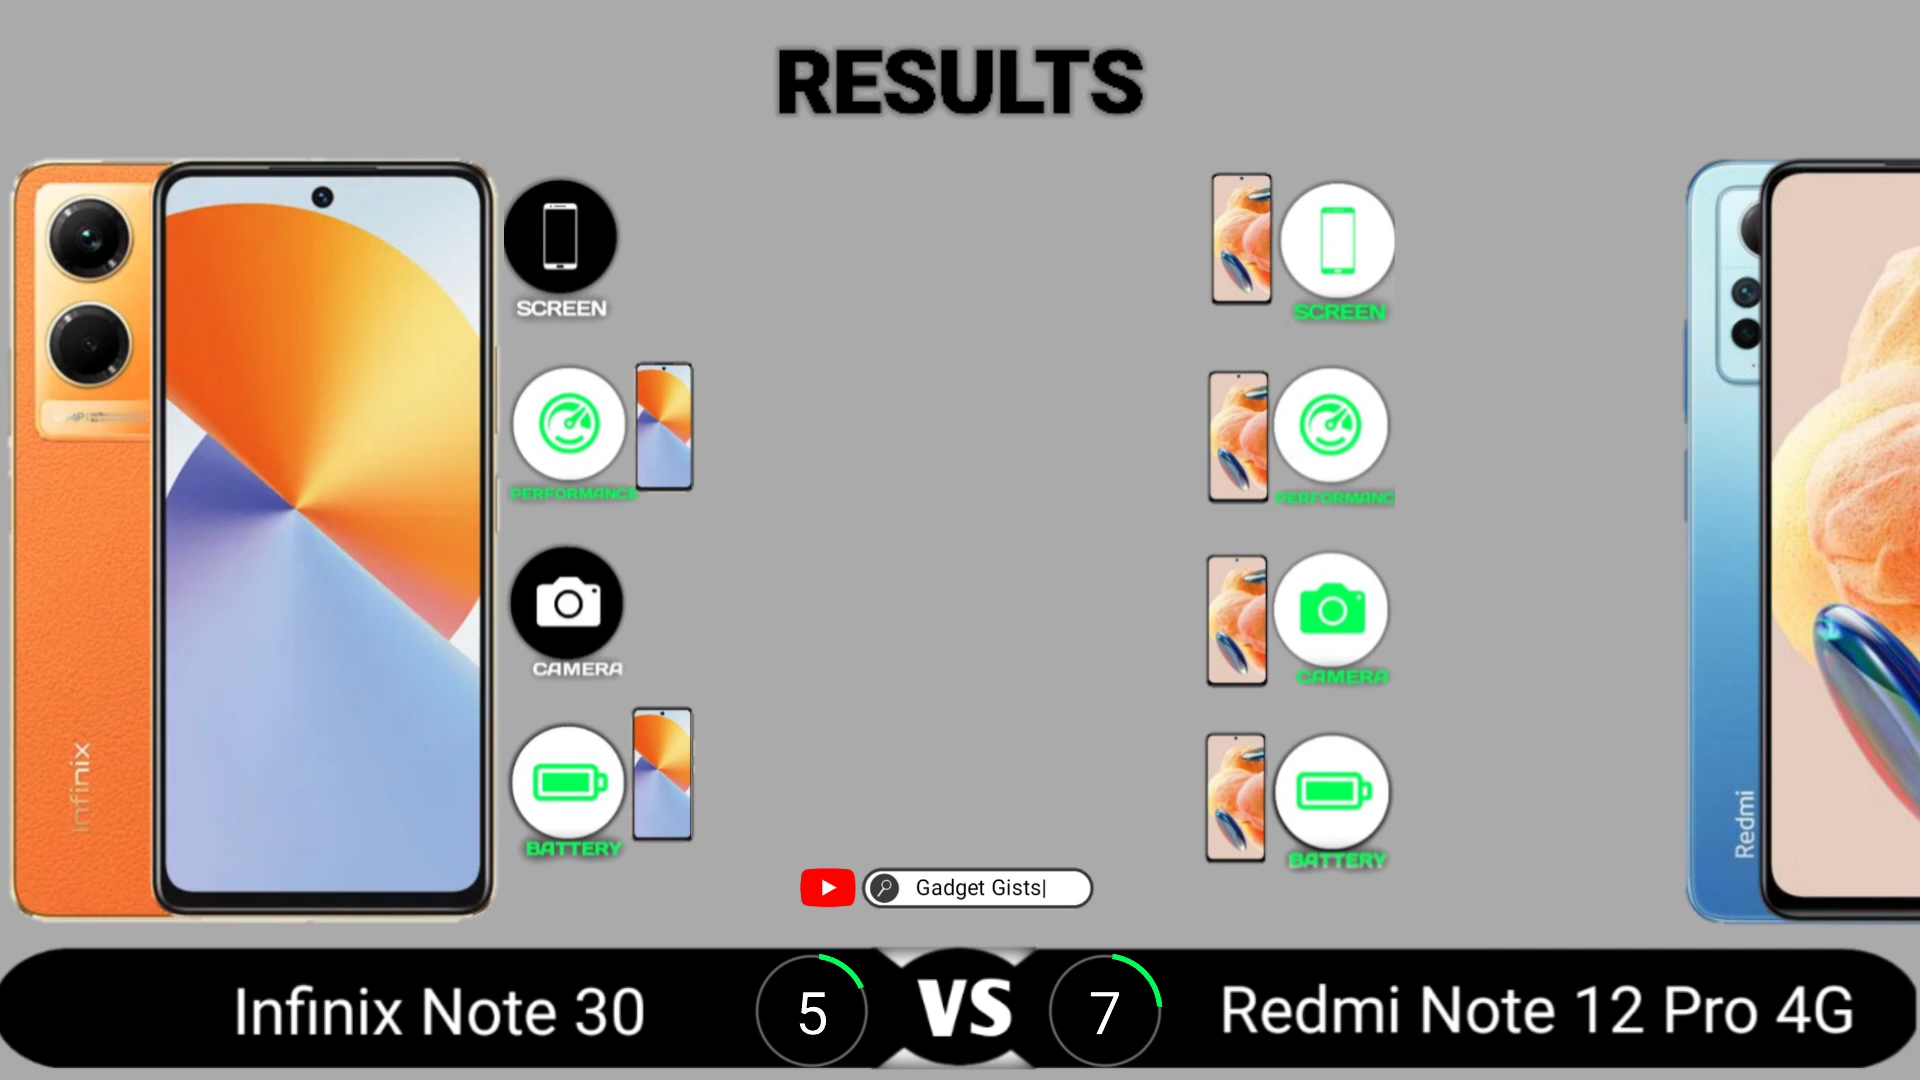 RESULTS
SCREEN
SCREEN
PERFORMANCE
PERFORMANC
CAMERA
CAMERA
BATTERY
BATTERY
Infinix
Redmi
Gadget Gists|
Infinix Note 30
5
VS
7
Redmi Note 12 Pro 4G